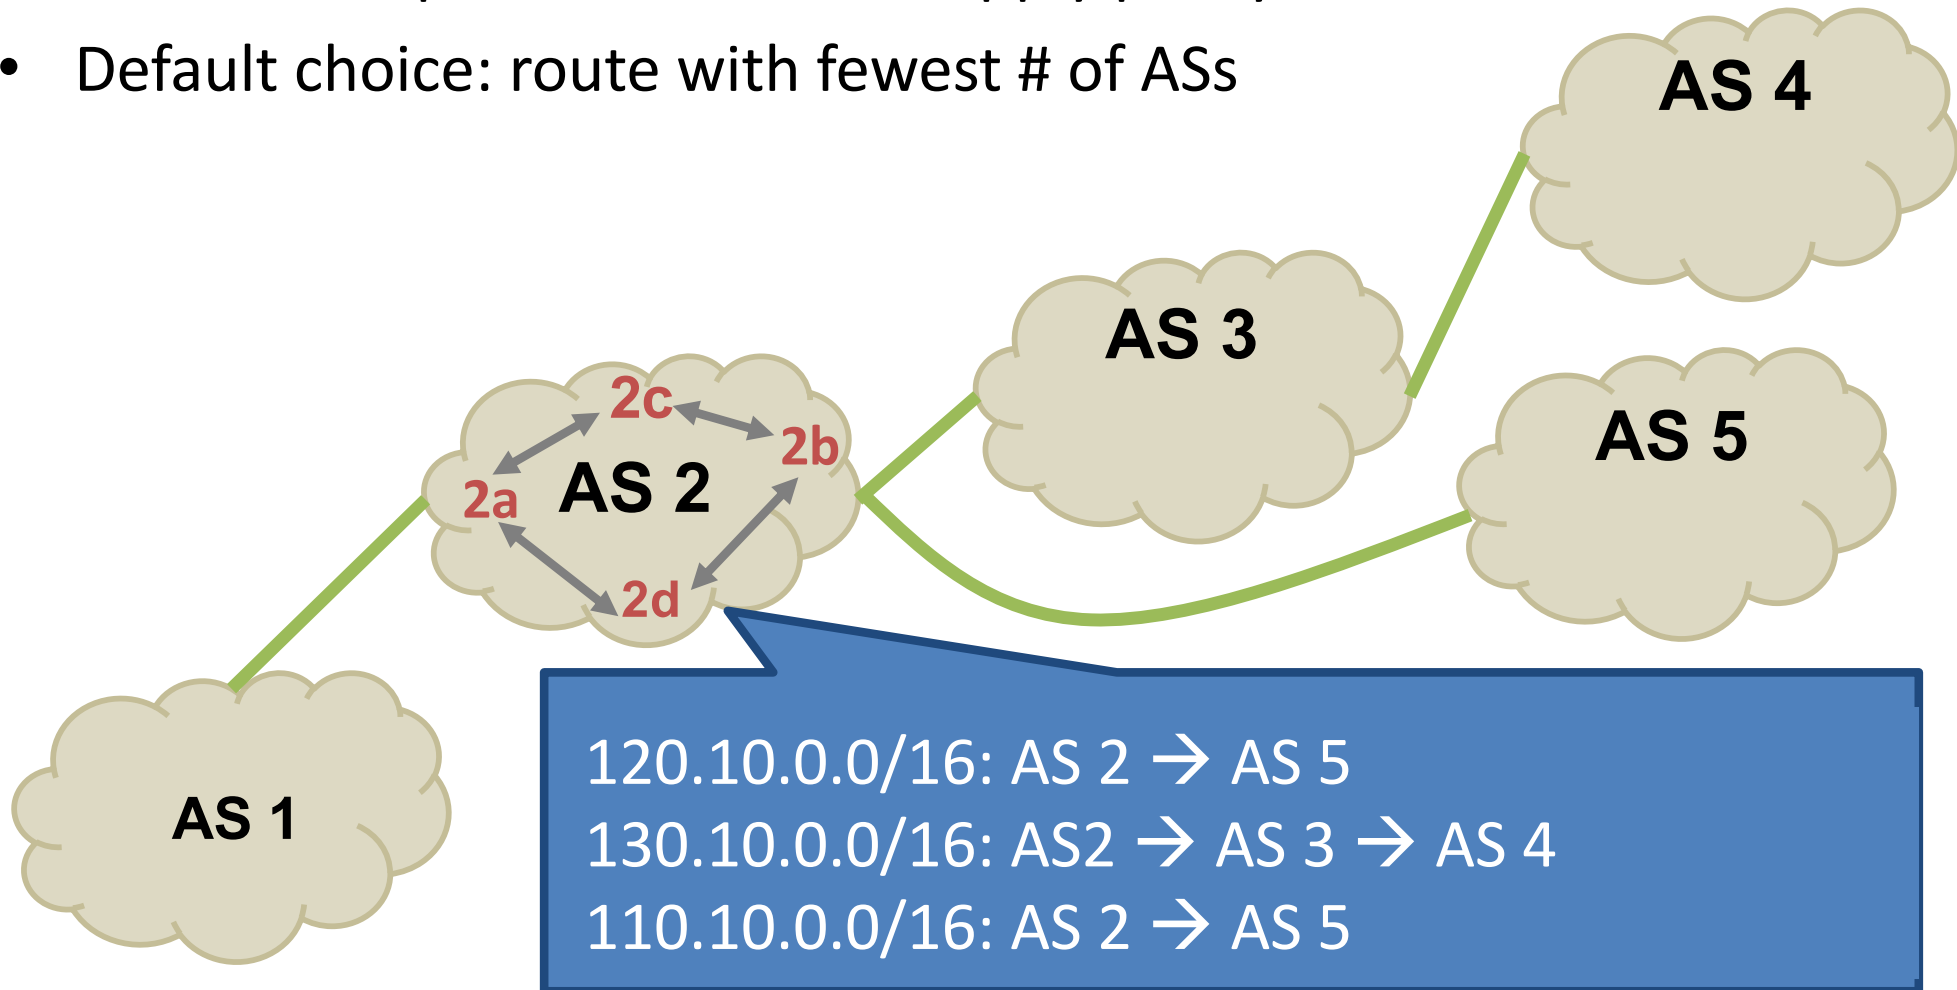 • Default choice: route with fewest # of ASs
AS 4
AS 3
AS 5
2c
2b
AS 2
2a
2d
AS 1
120.10.0.0/16: AS 2 → AS 5
130.10.0.0/16: AS2 → AS 3 → AS 4
110.10.0.0/16: AS 2 → AS 5